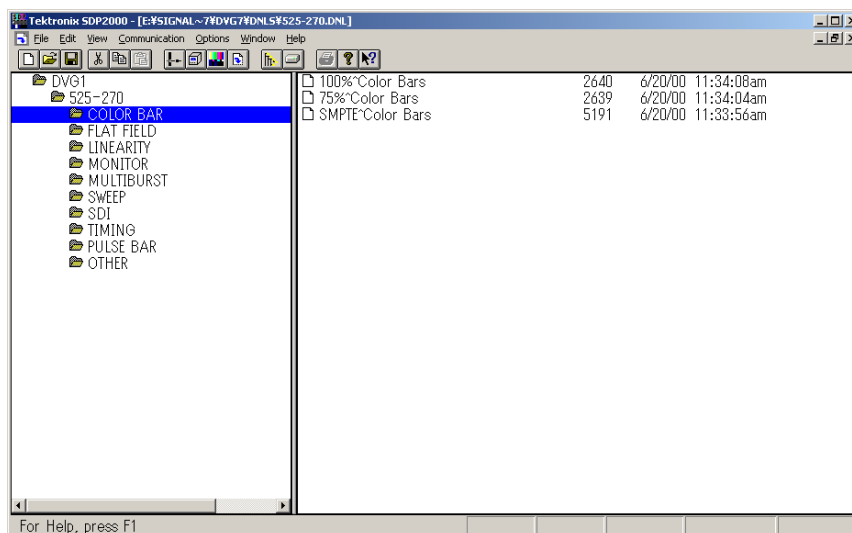 Tektronix SDP2000 - [E:¥SIGNAL~7¥DVG7¥DNLS¥525-270.DNL]
File Edit View Communication Options Window Help
DVG1
525-270
COLOR BAR
FLAT FIELD
LINEARITY
MONITOR
MULTIBURST
SWEEP
SDI
TIMING
PULSE BAR
OTHER
100%^Color Bars 2640 6/20/00 11:34:08am
75%^Color Bars 2639 6/20/00 11:34:04am
SMPTE^Color Bars 5191 6/20/00 11:33:56am
For Help, press F1